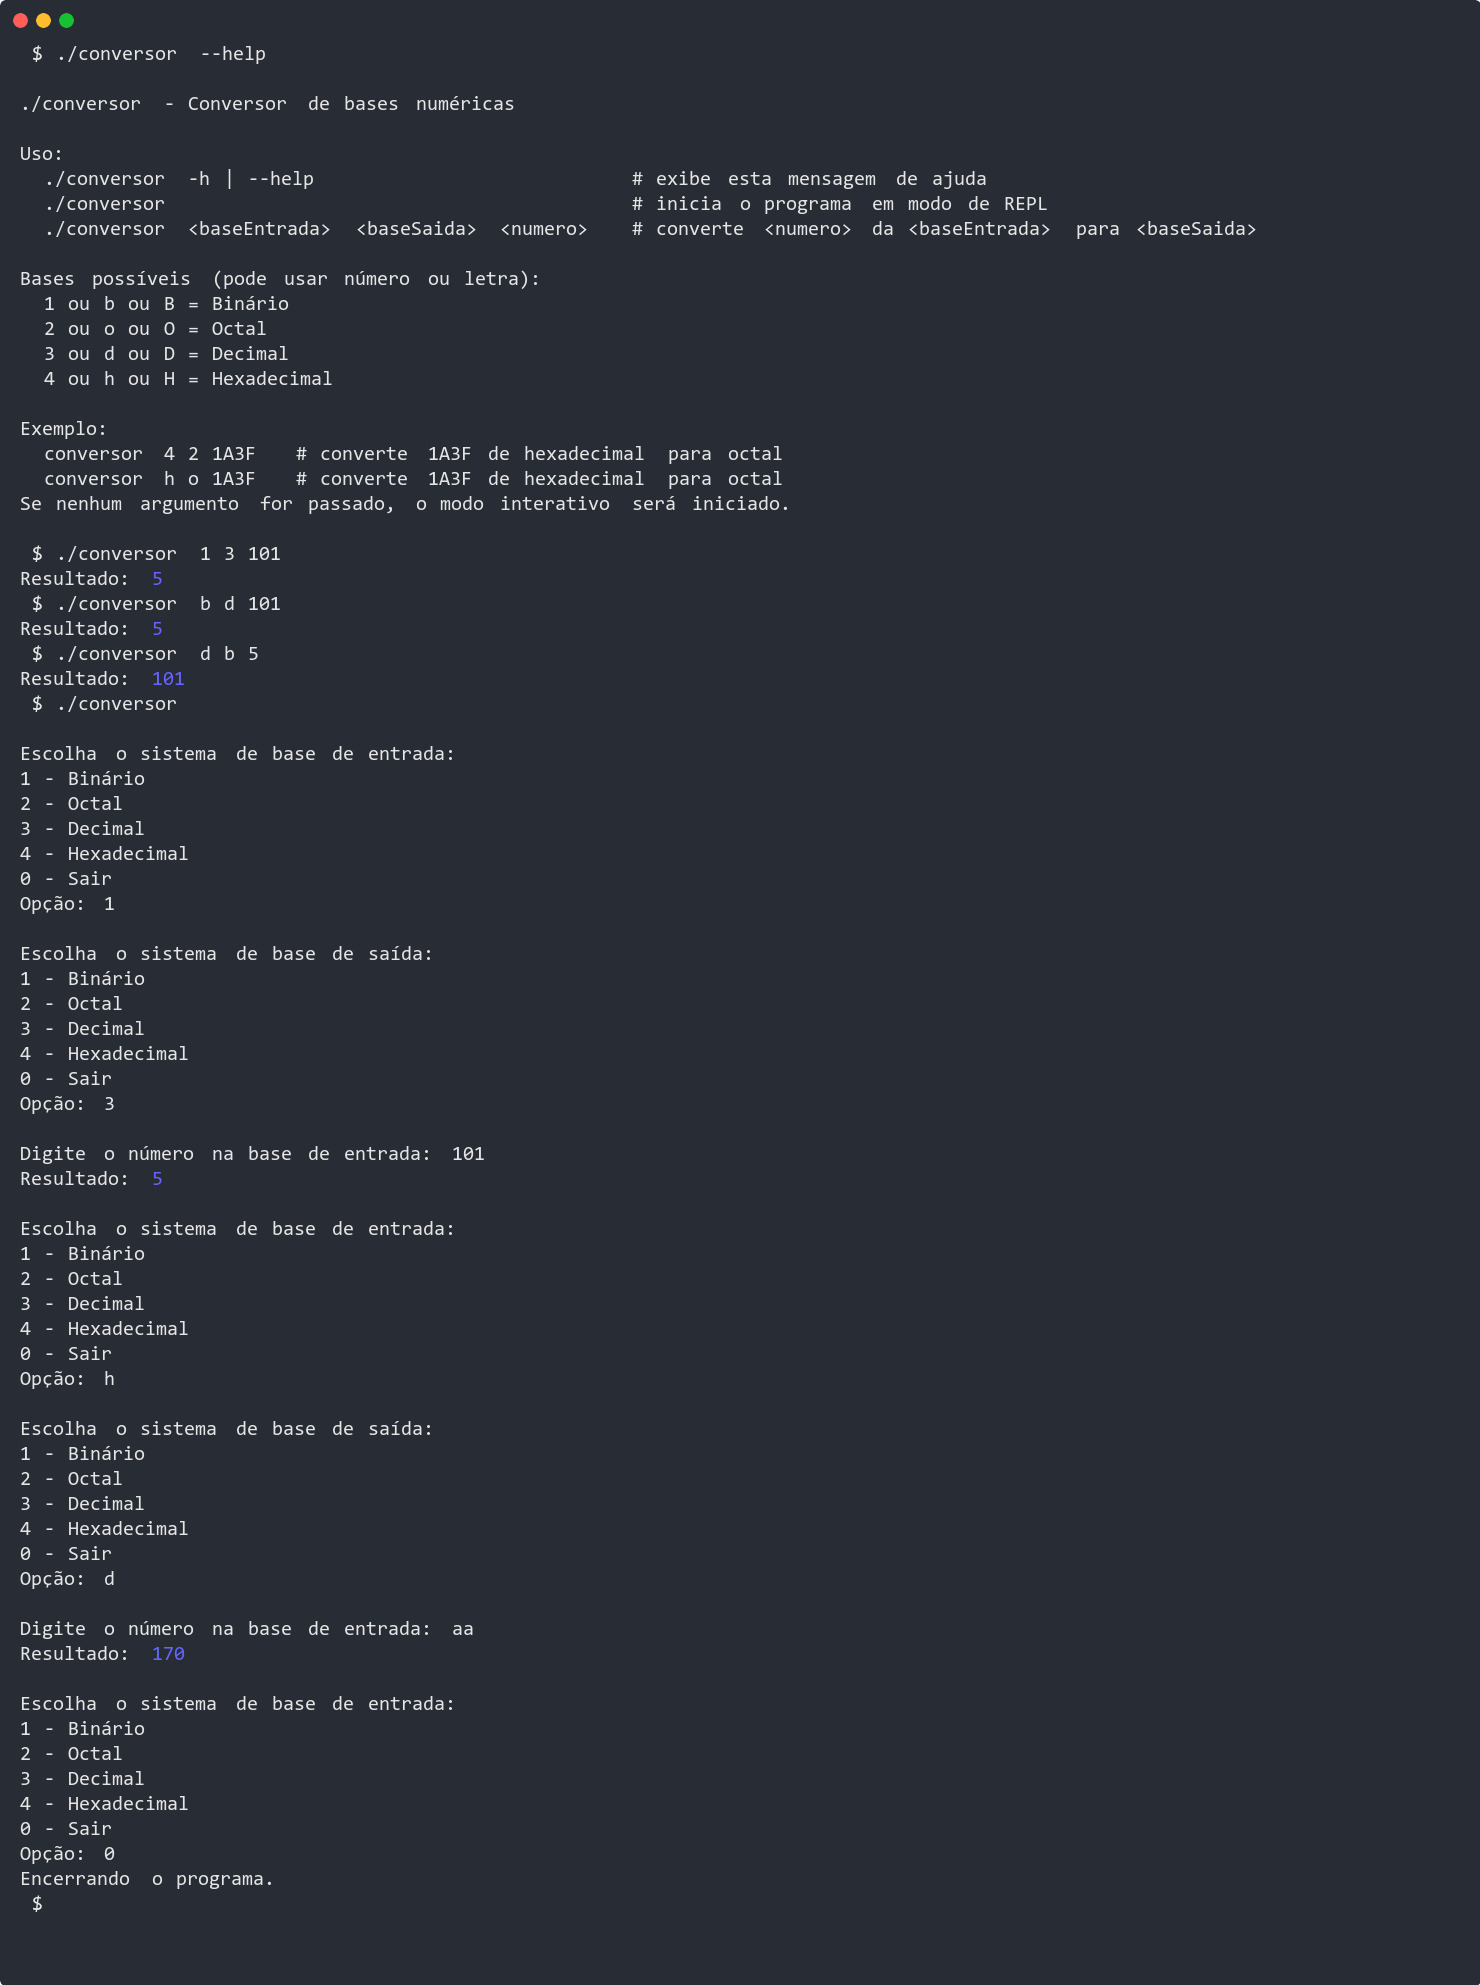 $ ./conversor --help
./conversor - Conversor de bases numéricas
Uso:
./conversor -h | --help # exibe esta mensagem de ajuda
./conversor # inicia o programa em modo de REPL
./conversor <baseEntrada> <baseSaida> <numero> # converte <numero> da <baseEntrada> para <baseSaida>
Bases possíveis (pode usar número ou letra):
1 ou b ou B = Binário
2 ou o ou O = Octal
3 ou d ou D = Decimal
4 ou h ou H = Hexadecimal
Exemplo:
conversor 4 2 1A3F # converte 1A3F de hexadecimal para octal
conversor h o 1A3F # converte 1A3F de hexadecimal para octal
Se nenhum argumento for passado, o modo interativo será iniciado.
$ ./conversor 1 3 101
Resultado: 5
$ ./conversor b d 101
Resultado: 5
$ ./conversor d b 5
Resultado: 101
$ ./conversor
Escolha o sistema de base de entrada:
1 - Binário
2 - Octal
3 - Decimal
4 - Hexadecimal
0 - Sair
Opção: 1
Escolha o sistema de base de saída:
1 - Binário
2 - Octal
3 - Decimal
4 - Hexadecimal
0 - Sair
Opção: 3
Digite o número na base de entrada: 101
Resultado: 5
Escolha o sistema de base de entrada:
1 - Binário
2 - Octal
3 - Decimal
4 - Hexadecimal
0 - Sair
Opção: h
Escolha o sistema de base de saída:
1 - Binário
2 - Octal
3 - Decimal
4 - Hexadecimal
0 - Sair
Opção: d
Digite o número na base de entrada: aa
Resultado: 170
Escolha o sistema de base de entrada:
1 - Binário
2 - Octal
3 - Decimal
4 - Hexadecimal
0 - Sair
Opção: 0
Encerrando o programa.
$